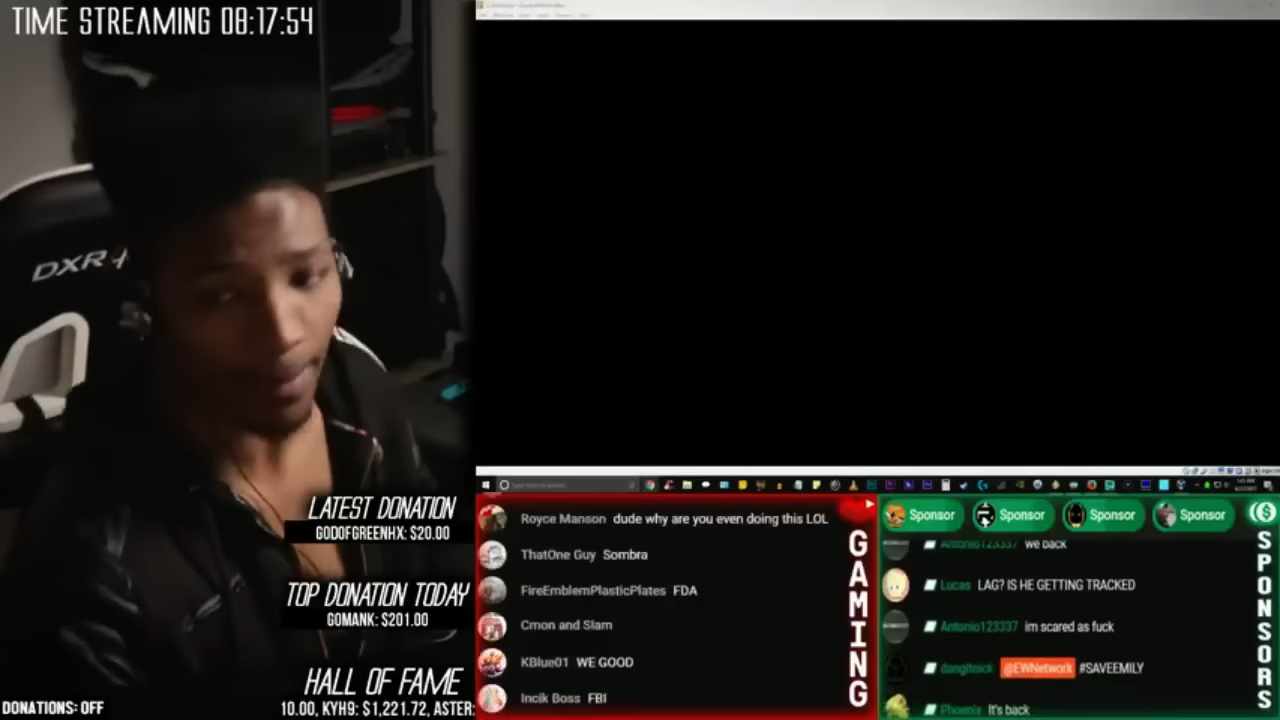 TIME STREAMING 08:17:54
DXR
LATEST DONATION
GODOFGREENHX: $20.00
TOP DONATION TODAY
GOMANK: $201.00
HALL OF FAME
DONATIONS: OFF
10.00, KYH9: $1,221.72, ASTER:
Royce Manson dude why are you even doing this LOL
ThatOne Guy Sombra
FireEmblemPlasticPlates FDA
Cmon and Slam
KBlue01 WE GOOD
Incik Boss FBI
GAMING
Sponsor
Sponsor
Sponsor
Sponsor
Antonio123337 we back
Lucas LAG? IS HE GETTING TRACKED
Antonio123337 im scared as fuck
dangitnick @EWNetwork #SAVEEMILY
Phoenix It's back
SPONSORS